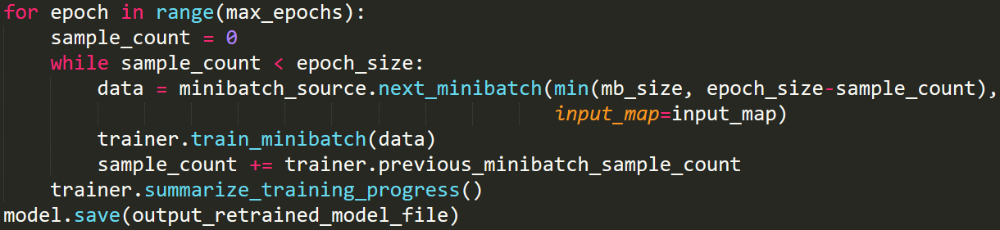 for epoch in range(max_epochs):
    sample_count = 0
    while sample_count < epoch_size:
        data = minibatch_source.next_minibatch(min(mb_size, epoch_size-sample_count),
                                               input_map=input_map)
        trainer.train_minibatch(data)
        sample_count += trainer.previous_minibatch_sample_count
    trainer.summarize_training_progress()
model.save(output_retrained_model_file)